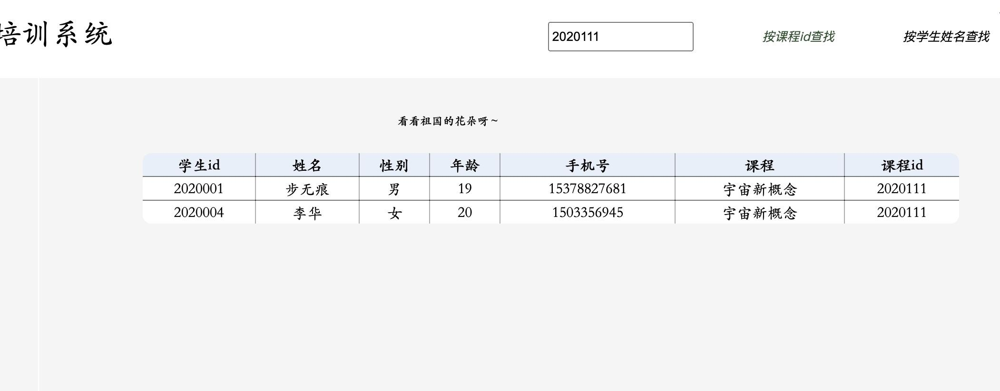 培训系统
2020111 按课程id查找 按学生姓名查找
看看祖国的花朵呀~
学生id 姓名 性别 年龄 手机号 课程 课程id
2020001 步无痕 男 19 15378827681 宇宙新概念 2020111
2020004 李华 女 20 1503356945 宇宙新概念 2020111